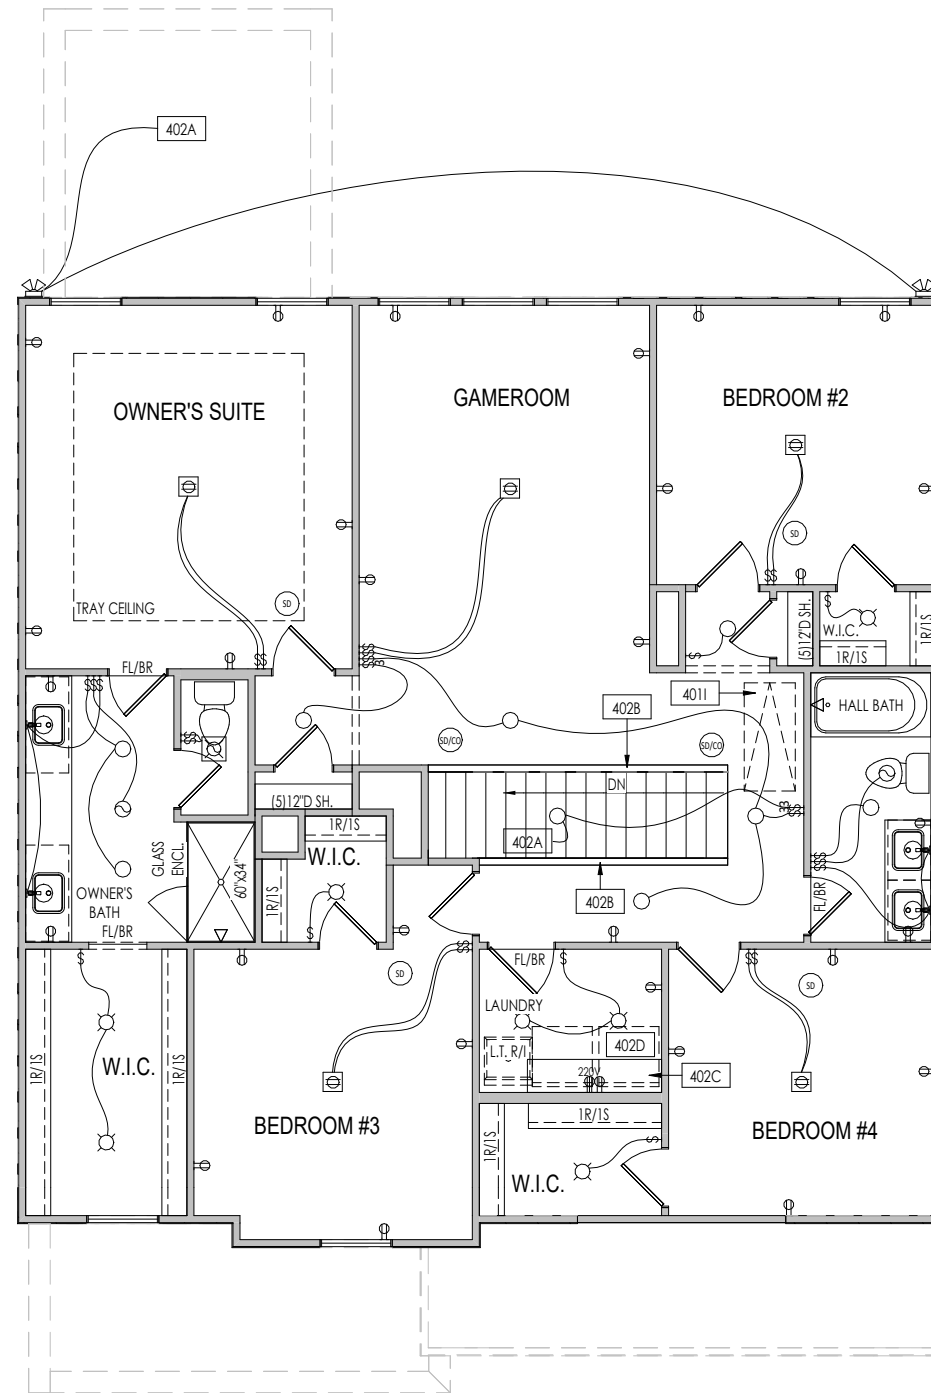 402A
OWNER'S SUITE
GAMEROOM
BEDROOM #2
SD
SD
TRAY CEILING
$
$$
$$
$$$$
3
$
(5)12"D SH.
W.I.C.
1R/1S
1R/1S
FL/BR
$$$
$$
402B
401I
HALL BATH
SD/CO
SD/CO
DN
(5)12"D SH.
402A
$$
33
1R/1S
W.I.C.
1R/1S
GLASS
ENCL.
60"x34"
OWNER'S
BATH
FL/BR
402B
$$$$
FL/BR
$
$
$$
$
$$
SD
FL/BR
SD
LAUNDRY
L.T. R/I
402D
220V
402C
1R/1S
W.I.C.
1R/1S
BEDROOM #3
1R/1S
1R/1S
W.I.C.
$
BEDROOM #4